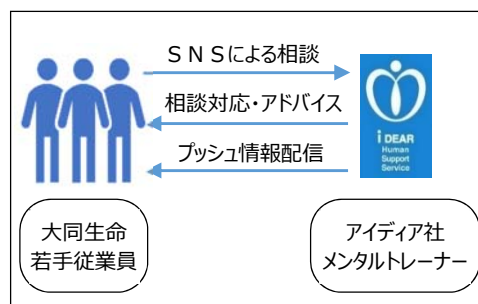 ＳＮＳによる相談
相談対応・アドバイス
プッシュ情報配信
i DEAR
Human
Support
Service
大同生命
若手従業員
アイディア社
メンタルトレーナー